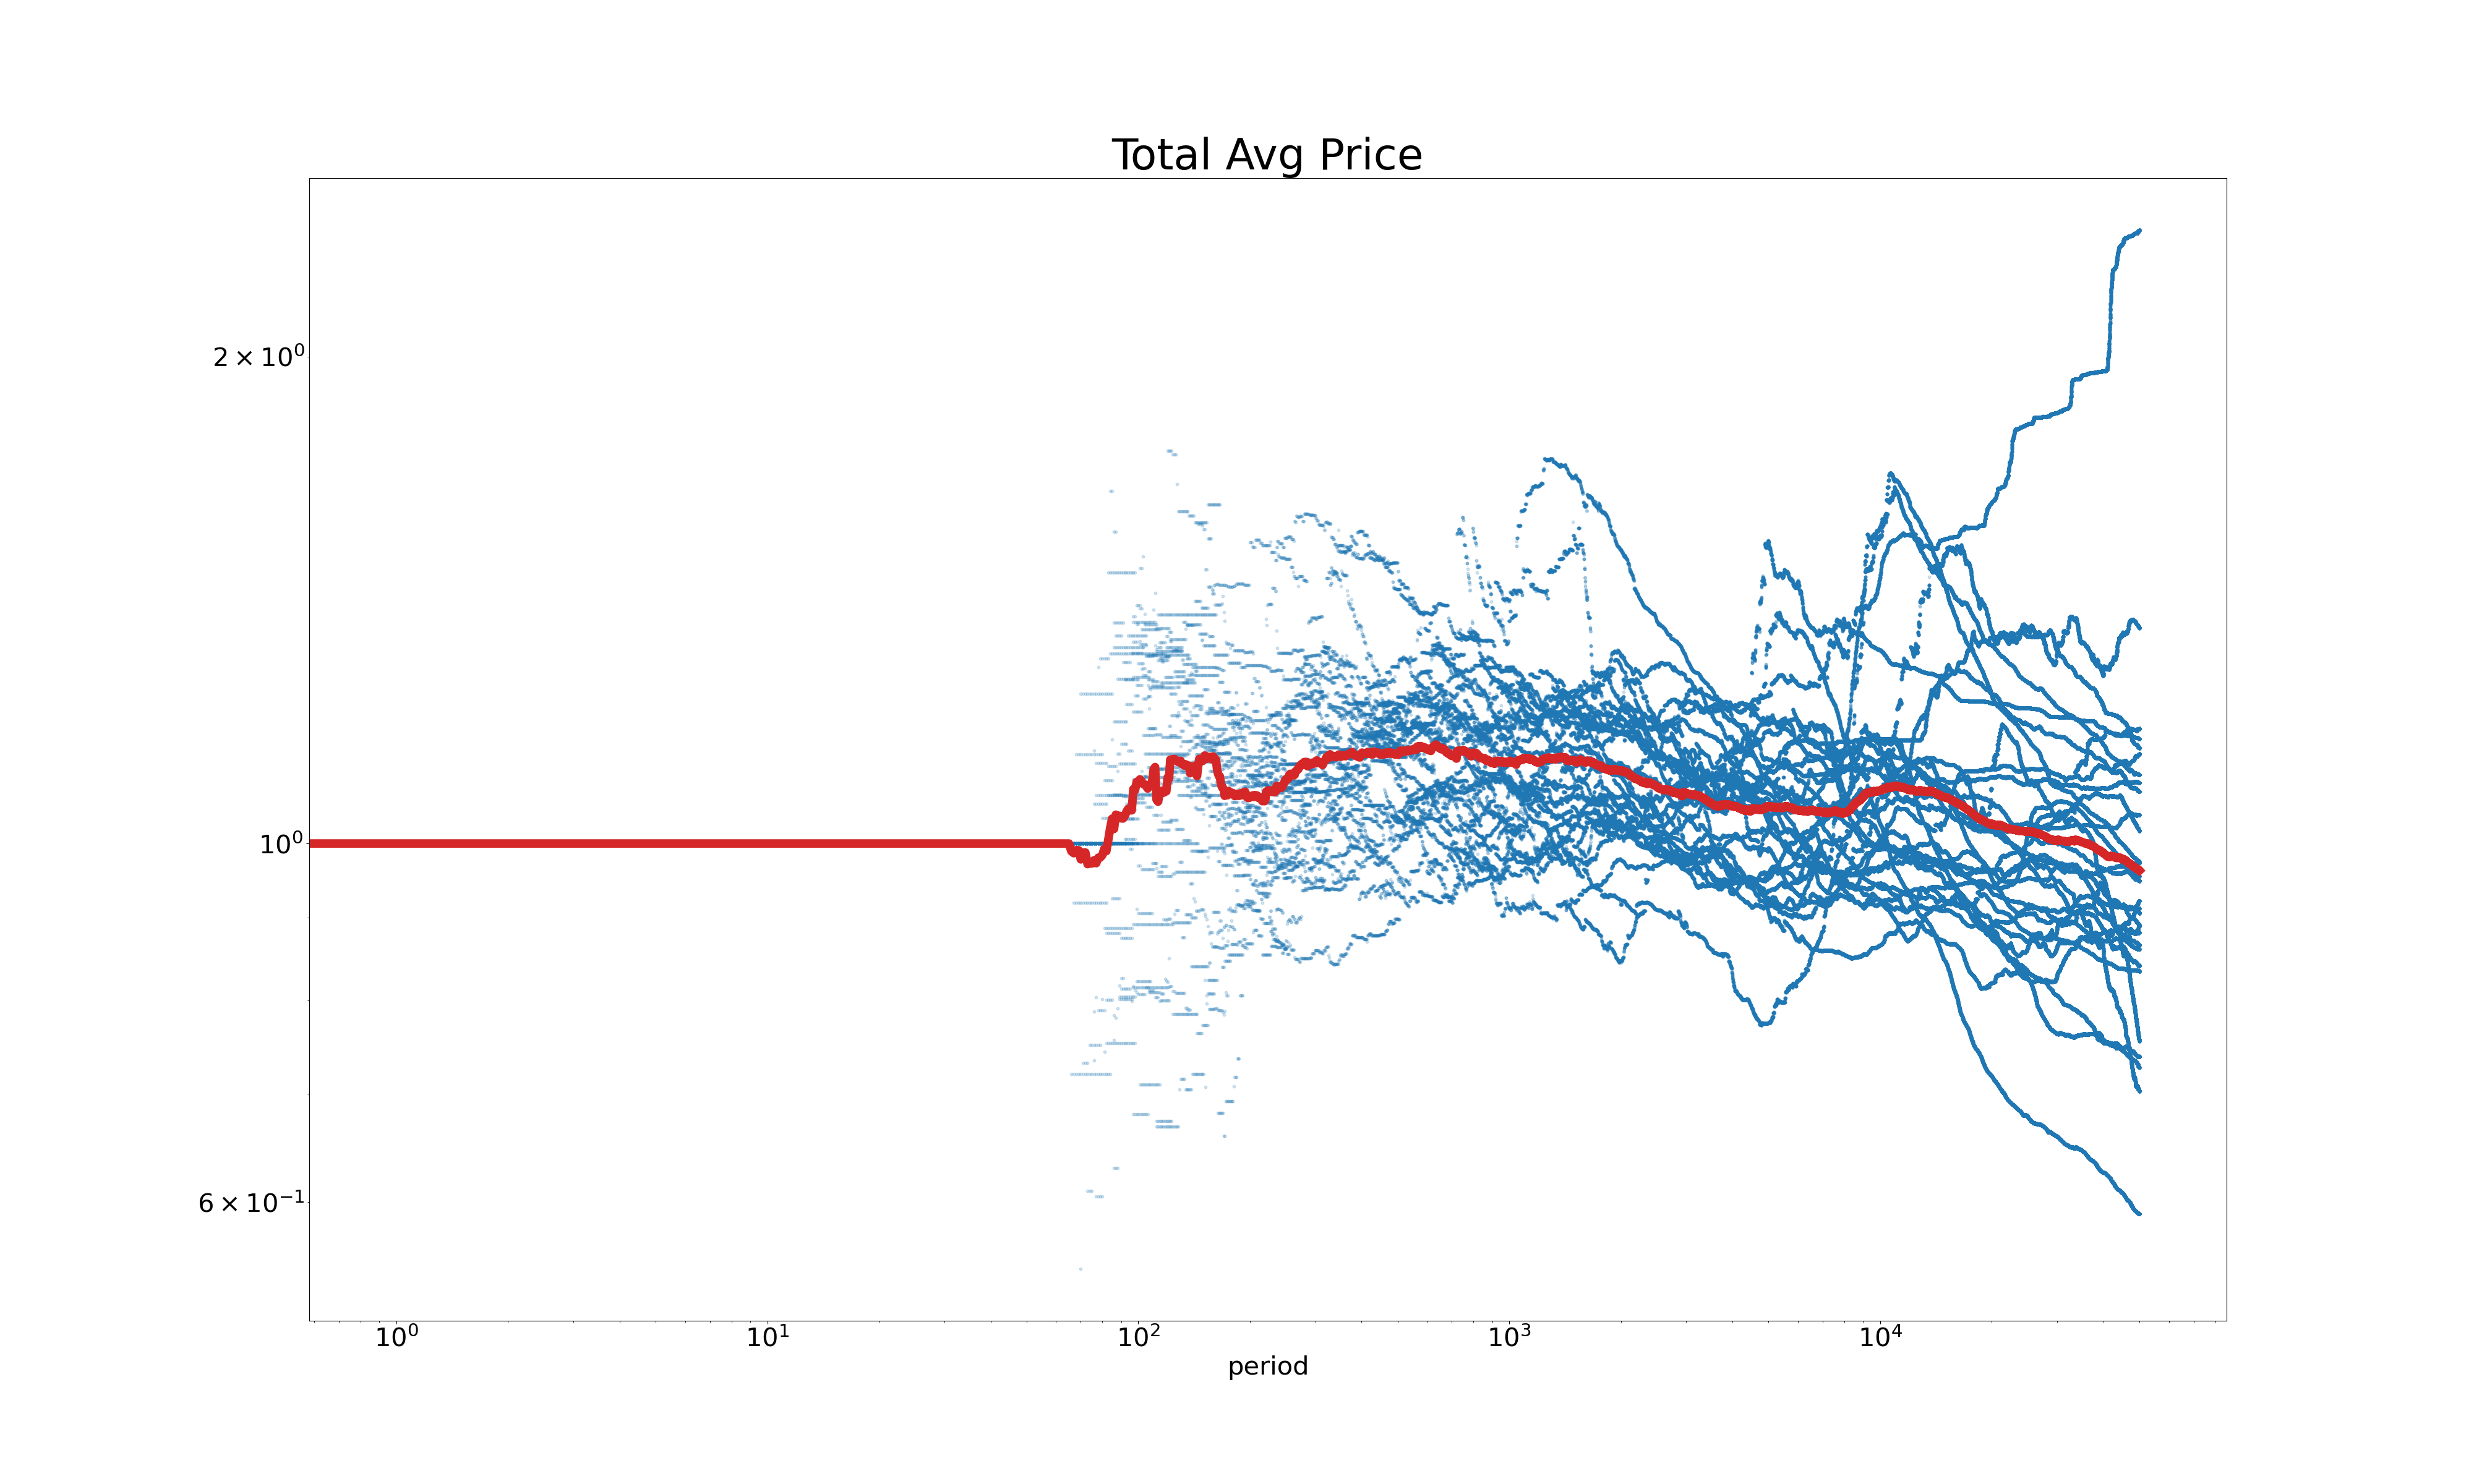 Total Avg Price
2 × 10⁰
10⁰
6 × 10⁻¹
10⁰ 10¹ 10² 10³ 10⁴
period